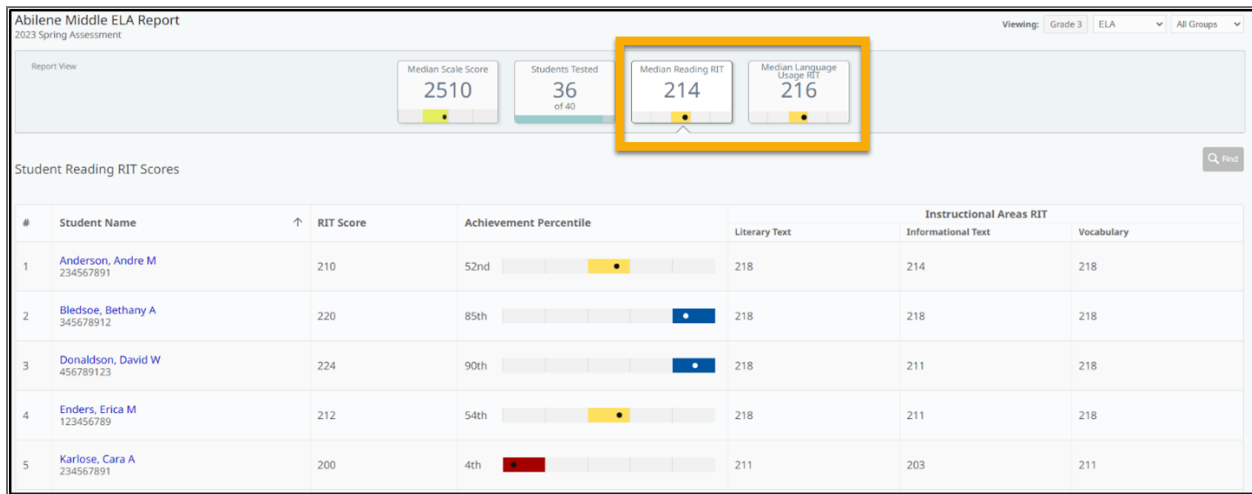 Abilene Middle ELA Report
2023 Spring Assessment
Viewing: Grade 3 ELA All Groups
Report View
Median Scale Score
2510
Students Tested
36
of 40
Median Reading RIT
214
Median Language
Usage RIT
216
Student Reading RIT Scores
Find
# Student Name RIT Score Achievement Percentile Instructional Areas RIT
Literary Text Informational Text Vocabulary
1 Anderson, Andre M 210 52nd 218 214 218
234567891
2 Bledsoe, Bethany A 220 85th 218 218 218
345678912
3 Donaldson, David W 224 90th 218 211 218
456789123
4 Enders, Erica M 212 54th 218 211 218
123456789
5 Karlose, Cara A 200 4th 211 203 211
234567891